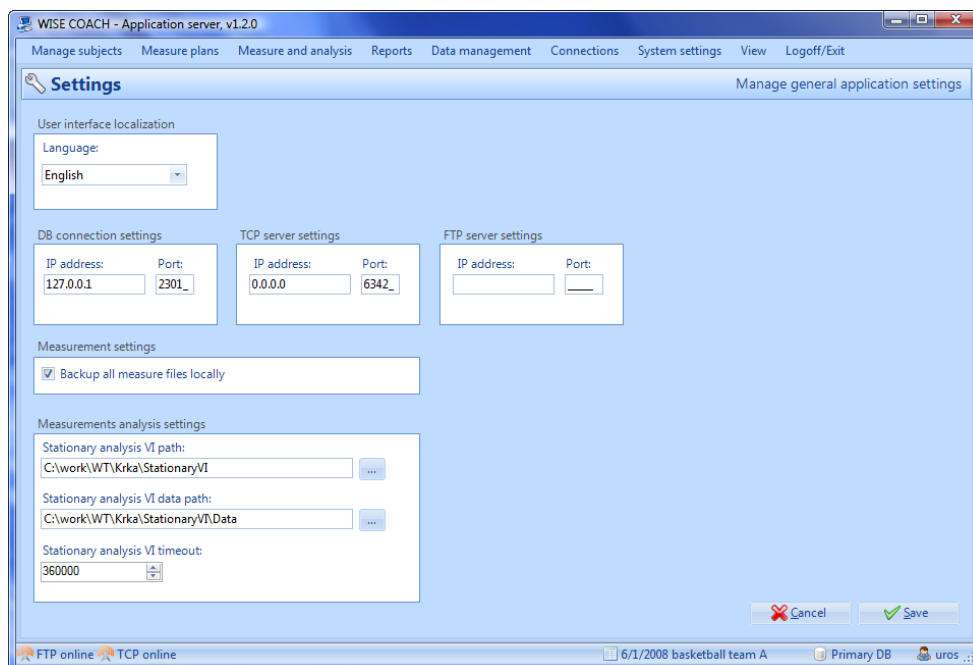 WISE COACH - Application server, v1.2.0
Manage subjects Measure plans Measure and analysis Reports Data management Connections System settings View Logoff/Exit
Settings Manage general application settings
User interface localization
Language:
English
DB connection settings TCP server settings FTP server settings
IP address: Port: IP address: Port: IP address: Port:
127.0.0.1 2301_ 0.0.0.0 6342_ ____
Measurement settings
Backup all measure files locally
Measurements analysis settings
Stationary analysis VI path:
C:\work\WT\Krka\StationaryVI ...
Stationary analysis VI data path:
C:\work\WT\Krka\StationaryVI\Data ...
Stationary analysis VI timeout:
360000
Cancel Save
FTP online TCP online 6/1/2008 basketball team A Primary DB uros